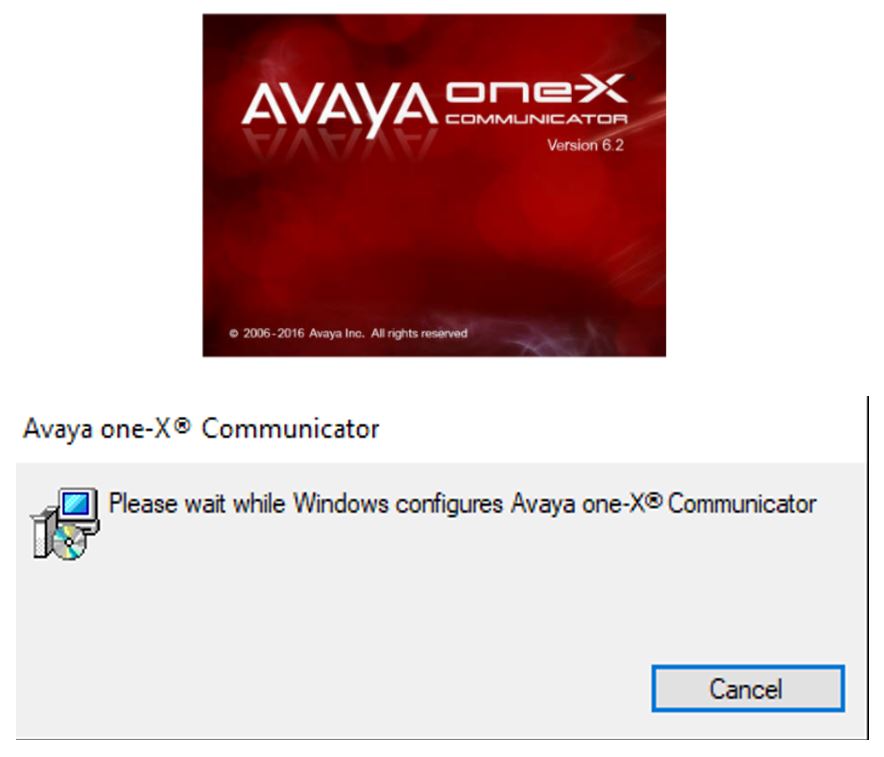 AVAYA one-X
COMMUNICATOR
Version 6.2
© 2006-2016 Avaya Inc. All rights reserved
Avaya one-X® Communicator
Please wait while Windows configures Avaya one-X® Communicator
Cancel